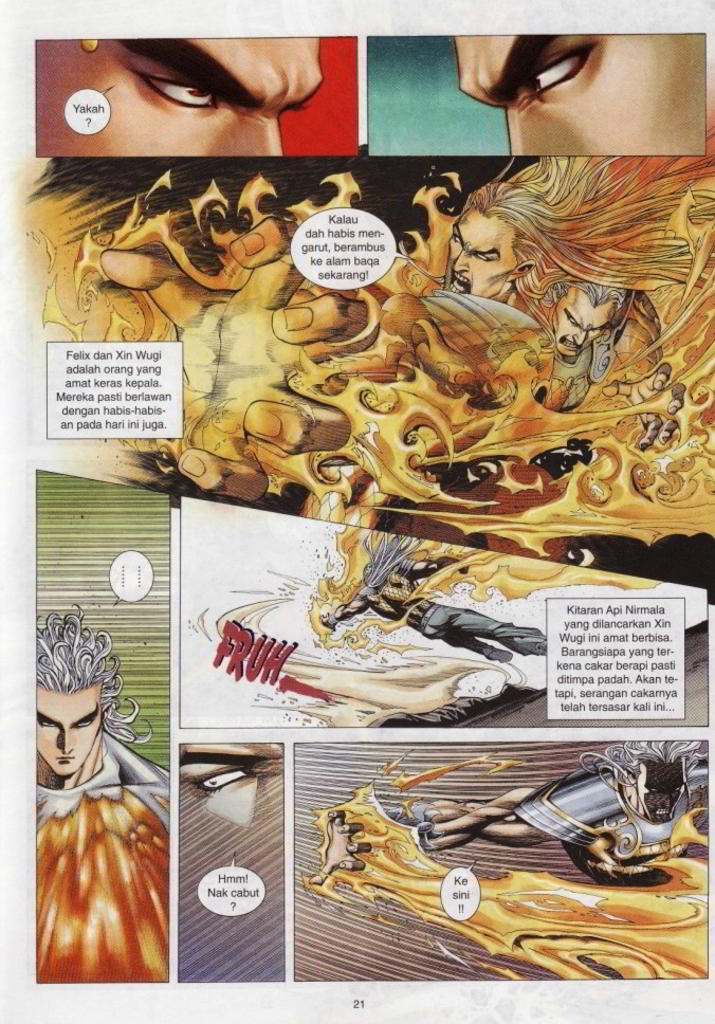 Yakah
?
Kalau
dah habis men-
garut, berambus
ke alam baqa
sekarang!
Felix dan Xin Wugi
adalah orang yang
amat keras kepala.
Mereka pasti berlawan
dengan habis-habis-
an pada hari ini juga.
......
PRUH
Kitaran Api Nirmala
yang dilancarkan Xin
Wugi ini amat berbisa.
Barangsiapa yang ter-
kena cakar berapi pasti
ditimpa padah. Akan te-
tapi, serangan cakarnya
telah tersasar kali ini...
Hmm!
Nak cabut
?
Ke
sini
!!
21